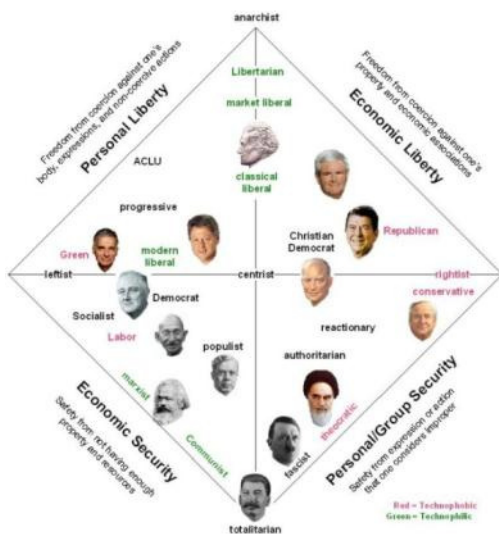 anarchist
Freedom from coercion against one's
body, expressions, and non-coercive actions
Personal Liberty
Libertarian
market liberal
classical
liberal
Freedom from coercion against one's
property and economic associations
Economic Liberty
ACLU
progressive
Green
modern
liberal
Christian
Democrat
Republican
leftist
centrist
rightist
conservative
Democrat
Socialist
Labor
populist
reactionary
authoritarian
marxist
Communist
theocratic
fascist
Economic Security
Safety from not having enough
property and resources
Personal/Group Security
Safety from expression or action
that one considers improper
totalitarian
Red = Technophobic
Green = Technophilic